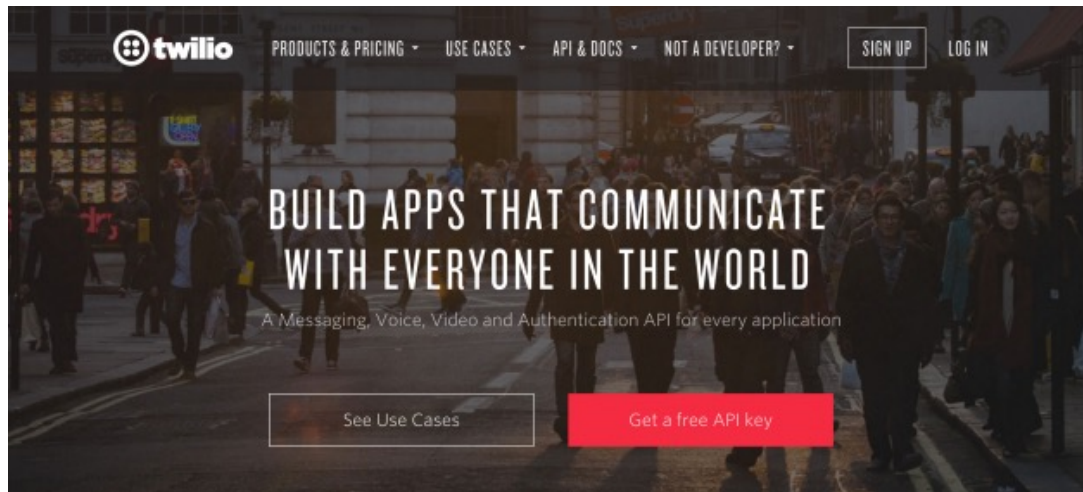 twilio
PRODUCTS & PRICING
USE CASES
API & DOCS
NOT A DEVELOPER?
SIGN UP
LOG IN
Superdry
BUILD APPS THAT COMMUNICATE
WITH EVERYONE IN THE WORLD
A Messaging, Voice, Video and Authentication API for every application
See Use Cases
Get a free API key